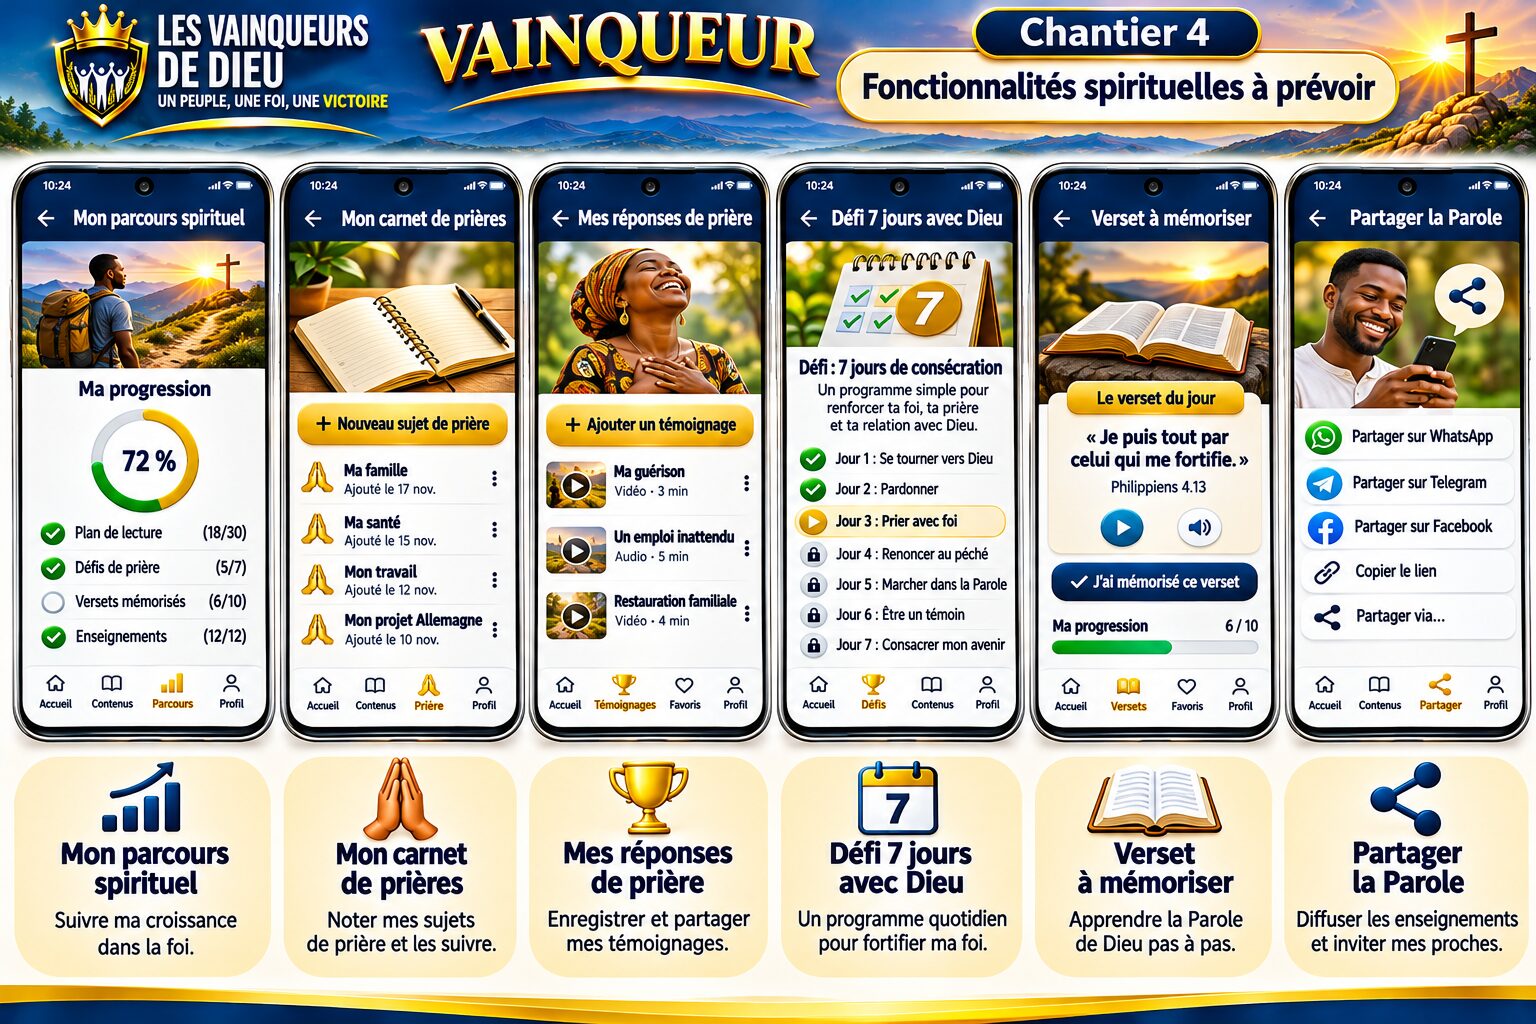 LES VAINQUEURS
DE DIEU
UN PEUPLE, UNE FOI, UNE VICTOIRE
VAINQUEUR
Chantier 4
Fonctionnalités spirituelles à prévoir
10:24
Mon parcours spirituel
Ma progression
72 %
Plan de lecture (18/30)
Défis de prière (5/7)
Versets mémorisés (6/10)
Enseignements (12/12)
Accueil Contenus Parcours Profil
10:24
Mon carnet de prières
+ Nouveau sujet de prière
Ma famille
Ajouté le 17 nov.
Ma santé
Ajouté le 15 nov.
Mon travail
Ajouté le 12 nov.
Mon projet Allemagne
Ajouté le 10 nov.
Accueil Contenus Prière Profil
10:24
Mes réponses de prière
+ Ajouter un témoignage
Ma guérison
Vidéo • 3 min
Un emploi inattendu
Audio • 5 min
Restauration familiale
Vidéo • 4 min
Accueil Témoignages Favoris Profil
10:24
Défi 7 jours avec Dieu
7
Défi : 7 jours de consécration
Un programme simple pour
renforcer ta foi, ta prière
et ta relation avec Dieu.
Jour 1 : Se tourner vers Dieu
Jour 2 : Pardonner
Jour 3 : Prier avec foi
Jour 4 : Renoncer au péché
Jour 5 : Marcher dans la Parole
Jour 6 : Être un témoin
Jour 7 : Consacrer mon avenir
Accueil Défis Contenus Profil
10:24
Verset à mémoriser
Le verset du jour
« Je puis tout par
celui qui me fortifie. »
Philippiens 4.13
J'ai mémorisé ce verset
Ma progression 6 / 10
Accueil Versets Favoris Profil
10:24
Partager la Parole
Partager sur WhatsApp
Partager sur Telegram
Partager sur Facebook
Copier le lien
Partager via...
Accueil Contenus Partager Profil
Mon parcours
spirituel
Suivre ma croissance
dans la foi.
Mon carnet
de prières
Noter mes sujets
de prière et les suivre.
Mes réponses
de prière
Enregistrer et partager
mes témoignages.
7
Défi 7 jours
avec Dieu
Un programme quotidien
pour fortifier ma foi.
Verset
à mémoriser
Apprendre la Parole
de Dieu pas à pas.
Partager
la Parole
Diffuser les enseignements
et inviter mes proches.